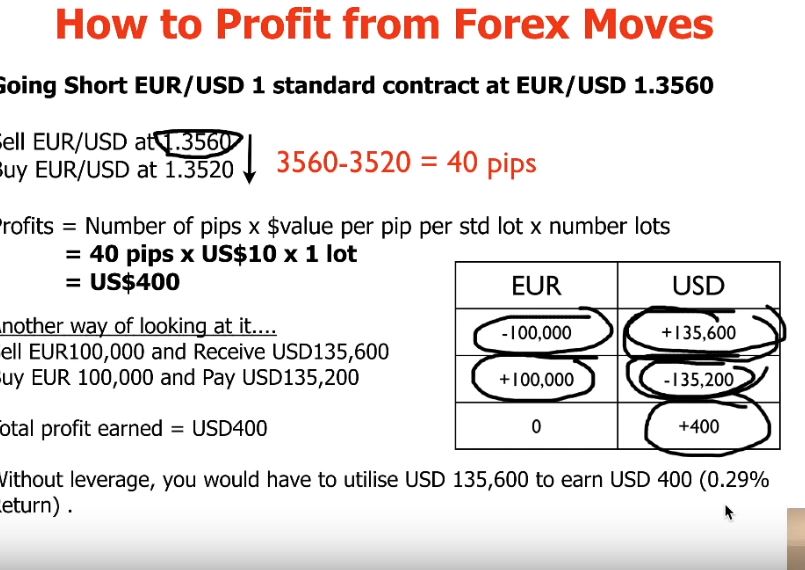 How to Profit from Forex Moves
Going Short EUR/USD 1 standard contract at EUR/USD 1.3560
Sell EUR/USD at 1.3560
Buy EUR/USD at 1.3520
3560-3520 = 40 pips
Profits = Number of pips x $value per pip per std lot x number lots
= 40 pips x US$10 x 1 lot
= US$400
EUR USD
-100,000 +135,600
+100,000 -135,200
0 +400
Another way of looking at it....
Sell EUR100,000 and Receive USD135,600
Buy EUR 100,000 and Pay USD135,200
Total profit earned = USD400
Without leverage, you would have to utilise USD 135,600 to earn USD 400 (0.29%
Return) .